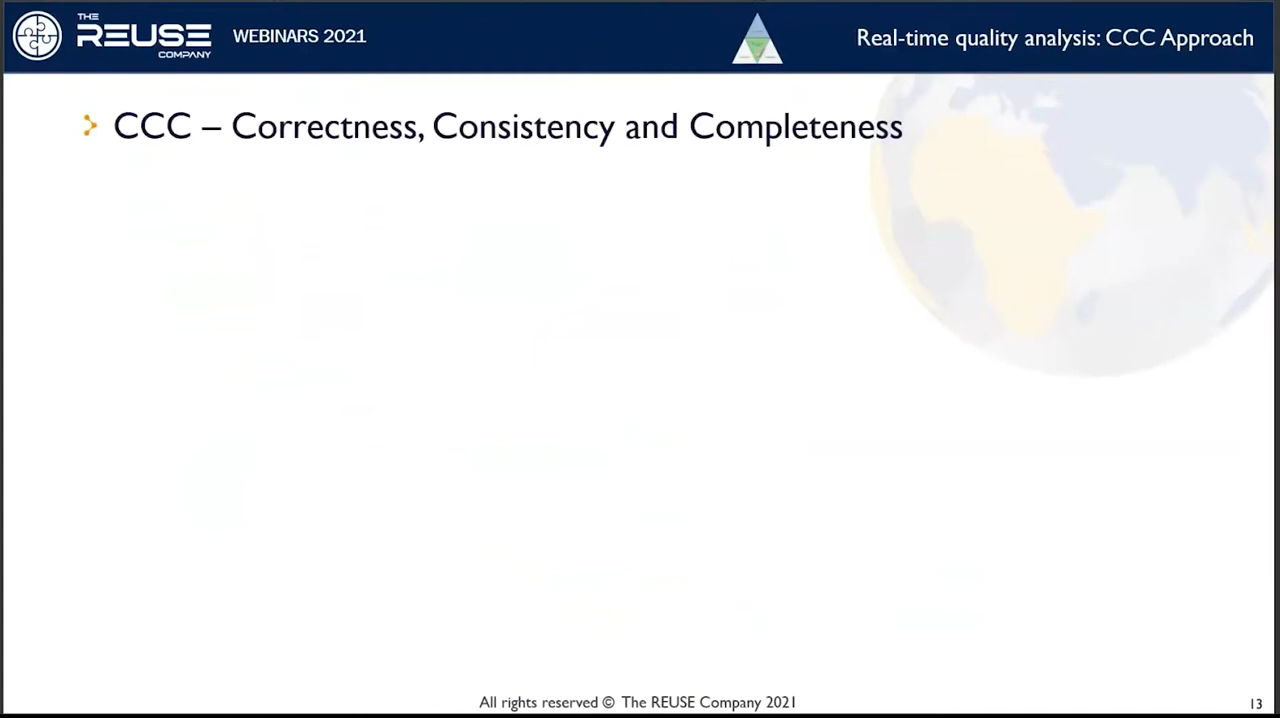 THE
REUSE
COMPANY
WEBINARS 2021
Real-time quality analysis: CCC Approach
CCC – Correctness, Consistency and Completeness
All rights reserved © The REUSE Company 2021
13